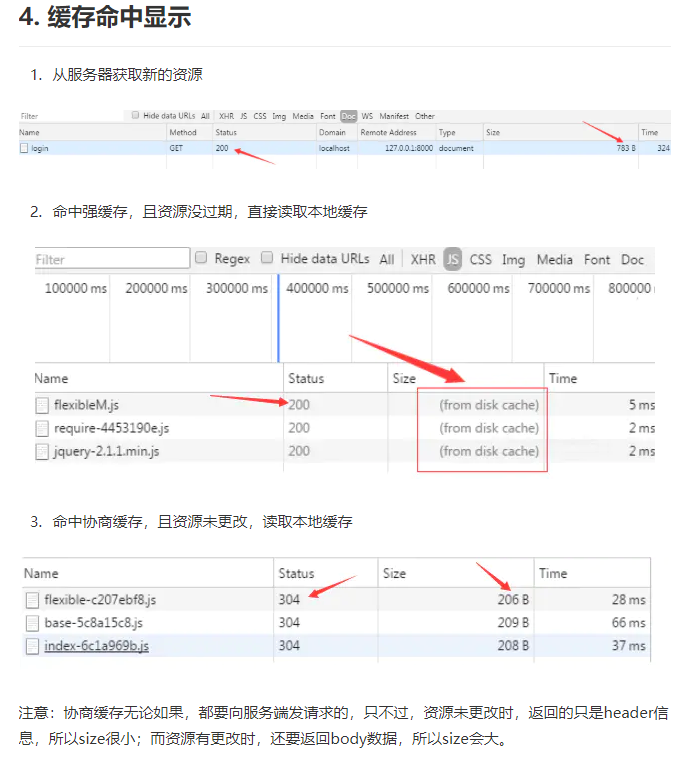 4. 缓存命中显示
1. 从服务器获取新的资源
Filter Hide data URLs All XHR JS CSS Img Media Font Doc WS Manifest Other
Name Method Status Domain Remote Address Type Size Time
login GET 200 localhost 127.0.0.1:8000 document 783 B 324
2. 命中强缓存，且资源没过期，直接读取本地缓存
Filter Regex Hide data URLs All XHR JS CSS Img Media Font Doc
100000 ms 200000 ms 300000 ms 400000 ms 500000 ms 600000 ms 700000 ms 800000
Name Status Size Time
flexibleM.js 200 (from disk cache) 5 ms
require-4453190e.js 200 (from disk cache) 2 ms
jquery-2.1.1.min.js 200 (from disk cache) 2 ms
3. 命中协商缓存，且资源未更改，读取本地缓存
Name Status Size Time
flexible-c207ebf8.js 304 206 B 28 ms
base-5c8a15c8.js 304 209 B 66 ms
index-6c1a969b.js 304 208 B 37 ms
注意：协商缓存无论如果，都要向服务端发请求的，只不过，资源未更改时，返回的只是header信
息，所以size很小；而资源有更改时，还要返回body数据，所以size会大。